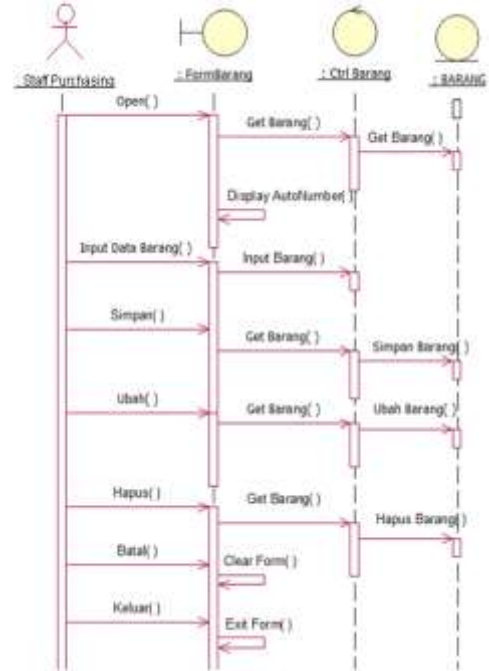 : Staff Purchasing
: FormBarang
: Ctrl Barang
: BARANG
Open( )
Get Barang( )
Get Barang( )
Display AutoNumber( )
Input Data Barang( )
Input Barang( )
Simpan( )
Get Barang( )
Simpan Barang( )
Ubah( )
Get Barang( )
Ubah Barang( )
Hapus( )
Get Barang( )
Hapus Barang( )
Batal( )
Clear Form( )
Keluar( )
Exit Form( )